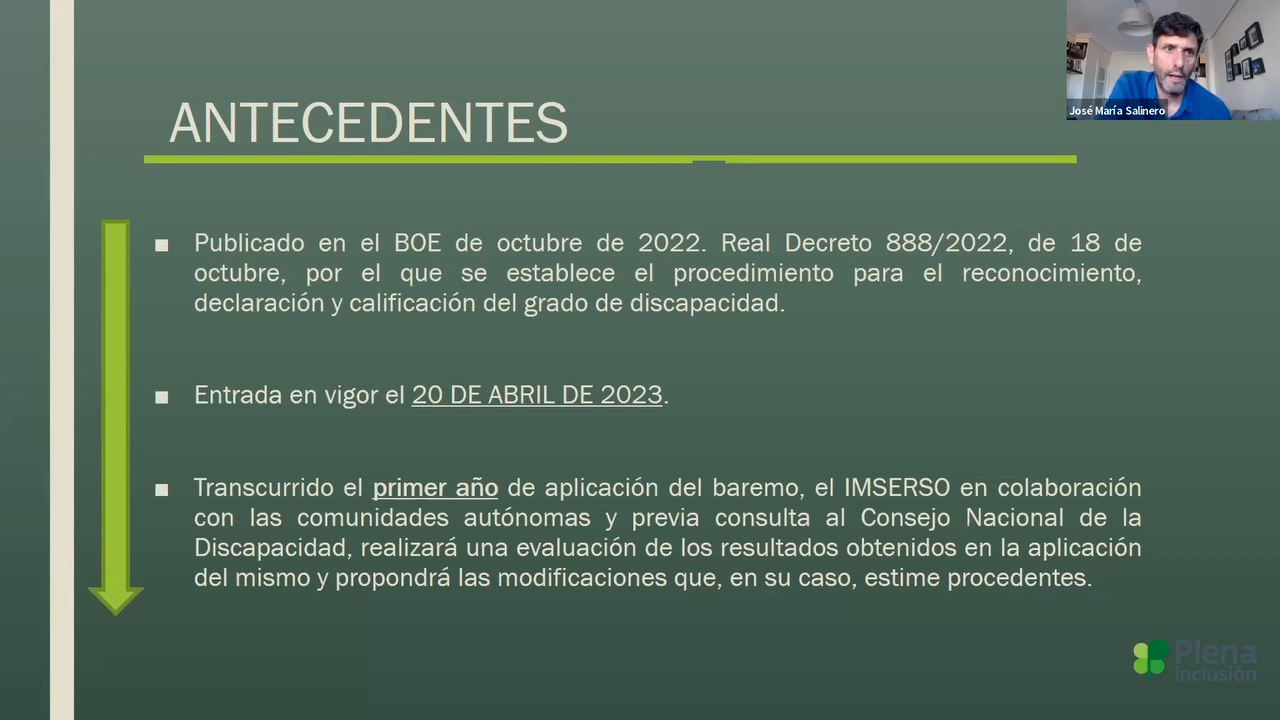 José María Salinero
ANTECEDENTES
■ Publicado en el BOE de octubre de 2022. Real Decreto 888/2022, de 18 de
octubre, por el que se establece el procedimiento para el reconocimiento,
declaración y calificación del grado de discapacidad.
■ Entrada en vigor el 20 DE ABRIL DE 2023.
■ Transcurrido el primer año de aplicación del baremo, el IMSERSO en colaboración
con las comunidades autónomas y previa consulta al Consejo Nacional de la
Discapacidad, realizará una evaluación de los resultados obtenidos en la aplicación
del mismo y propondrá las modificaciones que, en su caso, estime procedentes.
Plena
inclusión